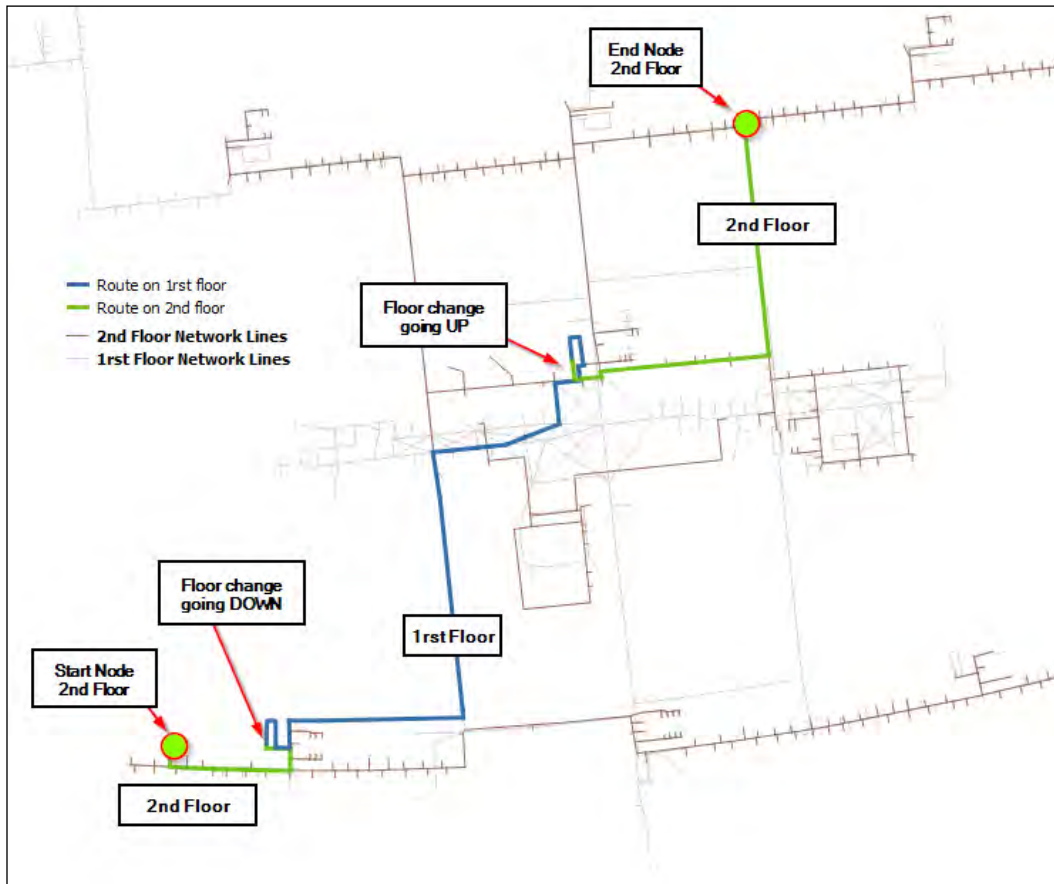 End Node
2nd Floor
2nd Floor
Route on 1rst floor
Route on 2nd floor
2nd Floor Network Lines
1rst Floor Network Lines
Floor change
going UP
Floor change
going DOWN
1rst Floor
Start Node
2nd Floor
2nd Floor